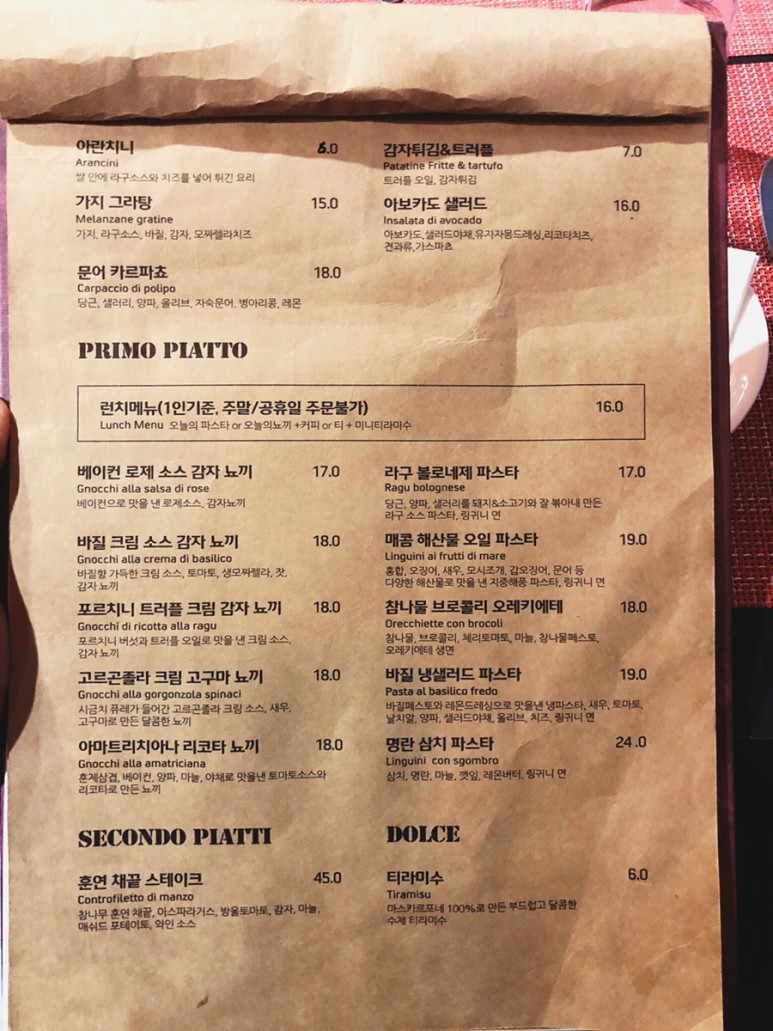 아란치니 6.0
Arancini
쌀 안에 라구소스와 치즈를 넣어 튀긴 요리
가지 그라탕 15.0
Melanzane gratine
가지, 라구소스, 바질, 감자, 모짜렐라치즈
문어 카르파쵸 18.0
Carpaccio di polipo
당근, 샐러리, 양파, 올리브, 자숙문어, 병아리콩, 레몬
감자튀김&트러플 7.0
Patatine Fritte & tartufo
트러플 오일, 감자튀김
아보카도 샐러드 16.0
Insalata di avocado
아보카도,샐러드야채,유자자몽드레싱,리코타치즈,
견과류,가스파쵸
PRIMO PIATTO
런치메뉴(1인기준, 주말/공휴일 주문불가) 16.0
Lunch Menu 오늘의 파스타 or 오늘의뇨끼 +커피 or 티 + 미니티라미수
베이컨 로제 소스 감자 뇨끼 17.0
Gnocchi alla salsa di rose
베이컨으로 맛을 낸 로제소스, 감자뇨끼
바질 크림 소스 감자 뇨끼 18.0
Gnocchi alla crema di basilico
바질향 가득한 크림 소스, 토마토, 생모짜렐라, 잣,
감자 뇨끼
포르치니 트러플 크림 감자 뇨끼 18.0
Gnocchi di ricotta alla ragu
포르치니 버섯과 트러플 오일로 맛을 낸 크림 소스,
감자 뇨끼
고르곤졸라 크림 고구마 뇨끼 18.0
Gnocchi alla gorgonzola spinaci
시금치 퓨레가 들어간 고르곤졸라 크림 소스, 새우,
고구마로 만든 달콤한 뇨끼
아마트리치아나 리코타 뇨끼 18.0
Gnocchi alla amatriciana
훈제삼겹, 베이컨, 양파, 마늘, 야채로 맛을낸 토마토소스와
리코타로 만든 뇨끼
라구 볼로네제 파스타 17.0
Ragu bolognese
당근, 양파, 샐러리를 돼지&소고기와 잘 볶아내 만든
라구 소스 파스타, 링귀니 면
매콤 해산물 오일 파스타 19.0
Linguini ai frutti di mare
홍합, 오징어, 새우, 모시조개, 갑오징어, 문어 등
다양한 해산물로 맛을 낸 지중해풍 파스타, 링귀니 면
참나물 브로콜리 오레키에테 18.0
Orecchiette con brocoli
참나물, 브로콜리, 체리토마토, 마늘, 참나물페스토,
오레키에테 생면
바질 냉샐러드 파스타 19.0
Pasta al basilico fredo
바질페스토와 레몬드레싱으로 맛을낸 냉파스타, 새우, 토마토,
날치알, 양파, 샐러드야채, 올리브, 치즈, 링귀니 면
명란 삼치 파스타 24.0
Linguini con sgombro
삼치, 명란, 마늘, 깻잎, 레몬버터, 링귀니 면
SECONDO PIATTI
훈연 채끝 스테이크 45.0
Controfiletto di manzo
참나무 훈연 채끝, 아스파라거스, 방울토마토, 감자, 마늘,
매쉬드 포테이토, 와인 소스
DOLCE
티라미수 6.0
Tiramisu
마스카르포네 100%로 만든 부드럽고 달콤한
수제 티라미수